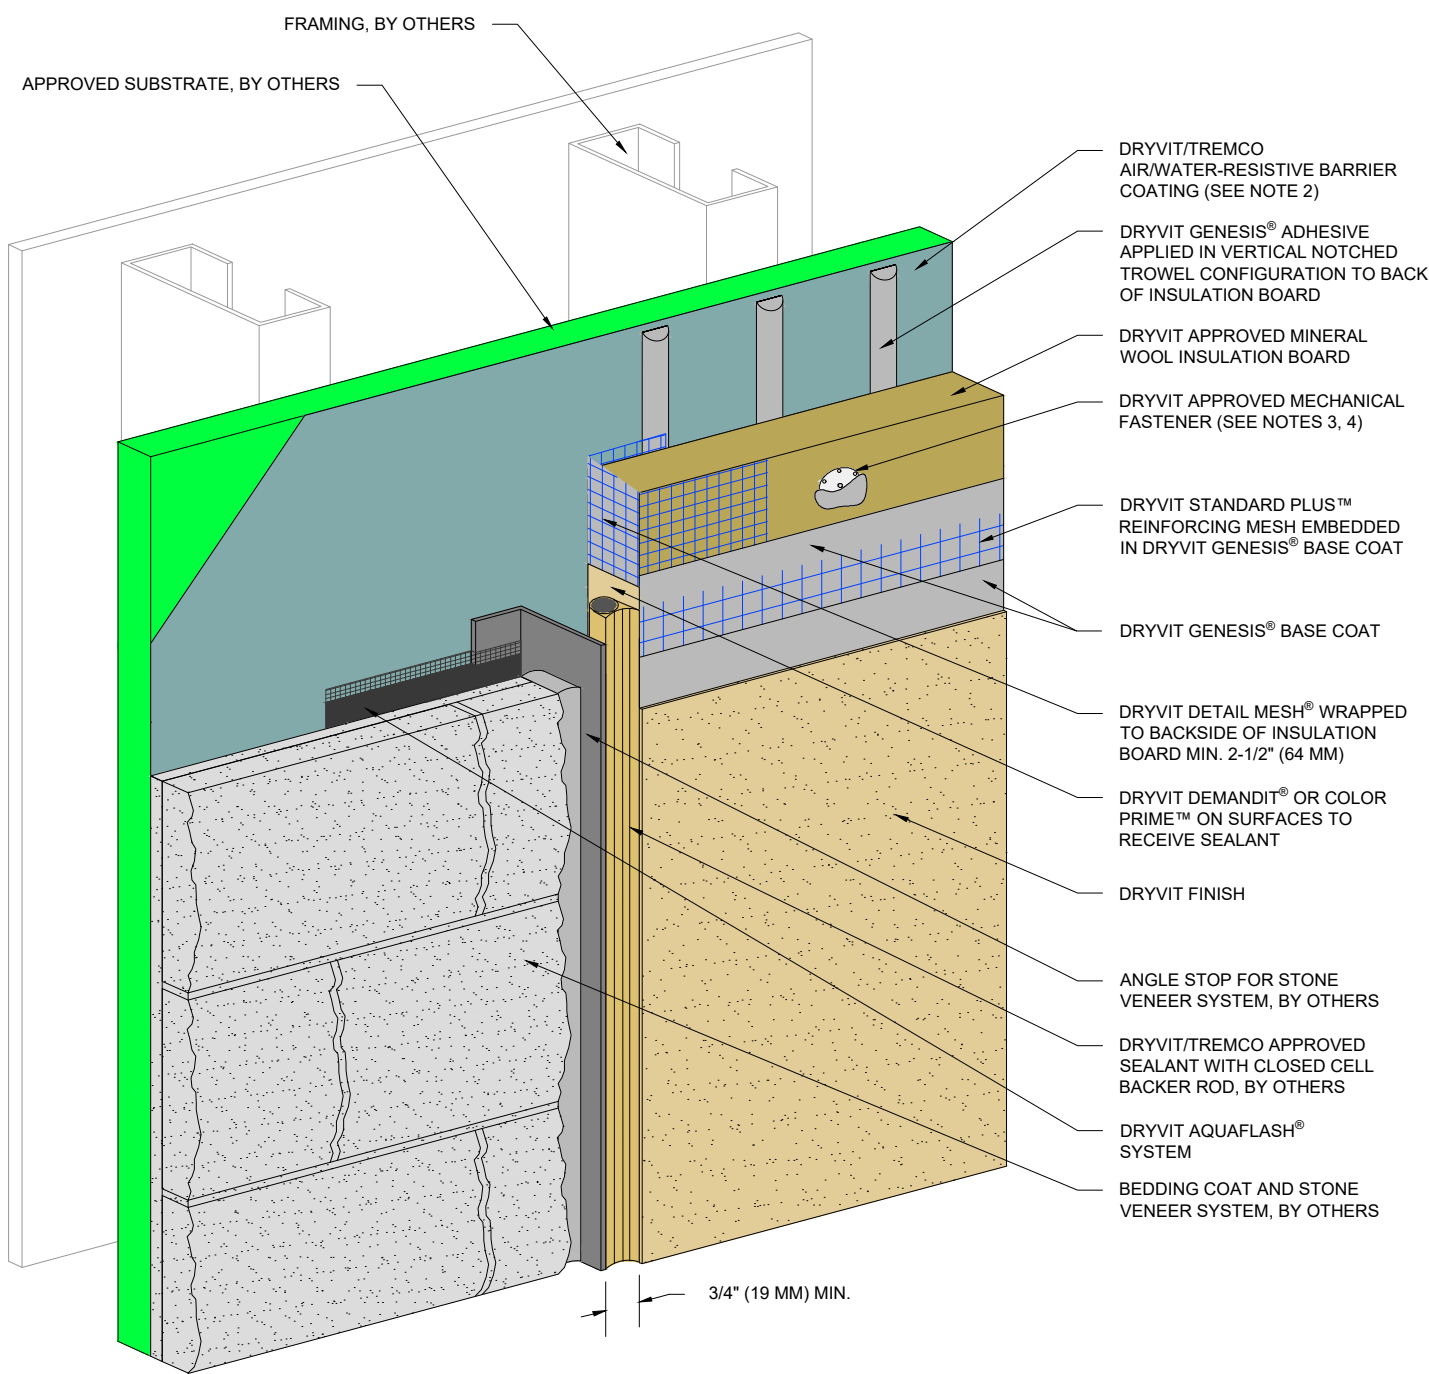 FRAMING, BY OTHERS
APPROVED SUBSTRATE, BY OTHERS
DRYVIT/TREMCO
AIR/WATER-RESISTIVE BARRIER
COATING (SEE NOTE 2)
DRYVIT GENESIS® ADHESIVE
APPLIED IN VERTICAL NOTCHED
TROWEL CONFIGURATION TO BACK
OF INSULATION BOARD
DRYVIT APPROVED MINERAL
WOOL INSULATION BOARD
DRYVIT APPROVED MECHANICAL
FASTENER (SEE NOTES 3, 4)
DRYVIT STANDARD PLUS™
REINFORCING MESH EMBEDDED
IN DRYVIT GENESIS® BASE COAT
DRYVIT GENESIS® BASE COAT
DRYVIT DETAIL MESH® WRAPPED
TO BACKSIDE OF INSULATION
BOARD MIN. 2-1/2" (64 MM)
DRYVIT DEMANDIT® OR COLOR
PRIME™ ON SURFACES TO
RECEIVE SEALANT
DRYVIT FINISH
ANGLE STOP FOR STONE
VENEER SYSTEM, BY OTHERS
DRYVIT/TREMCO APPROVED
SEALANT WITH CLOSED CELL
BACKER ROD, BY OTHERS
DRYVIT AQUAFLASH®
SYSTEM
BEDDING COAT AND STONE
VENEER SYSTEM, BY OTHERS
3/4" (19 MM) MIN.